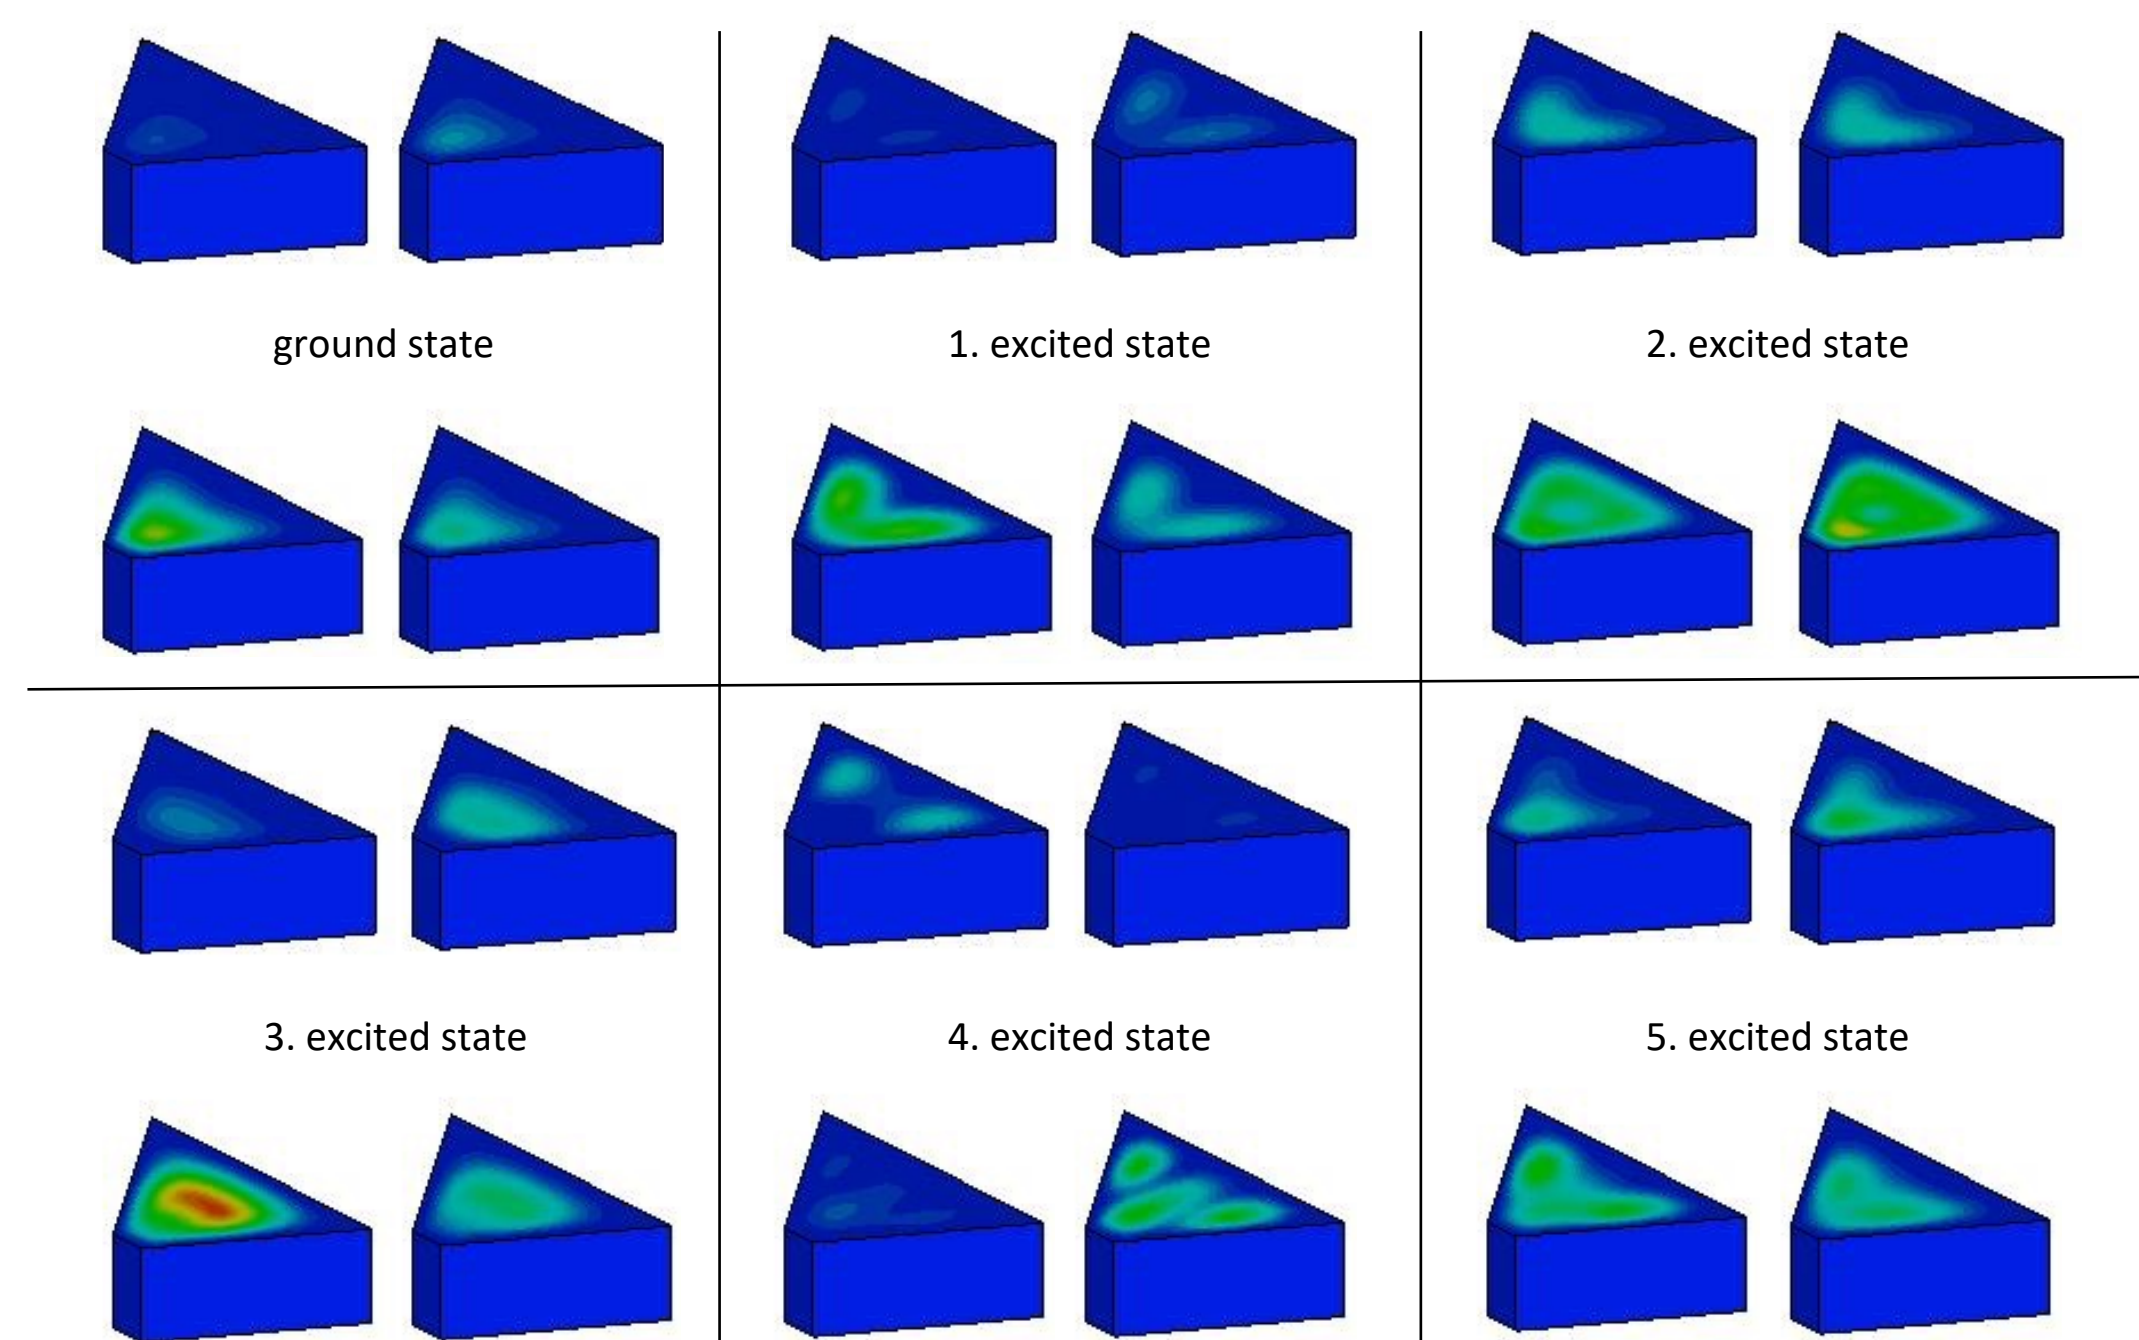 ground state
1. excited state
2. excited state
3. excited state
4. excited state
5. excited state